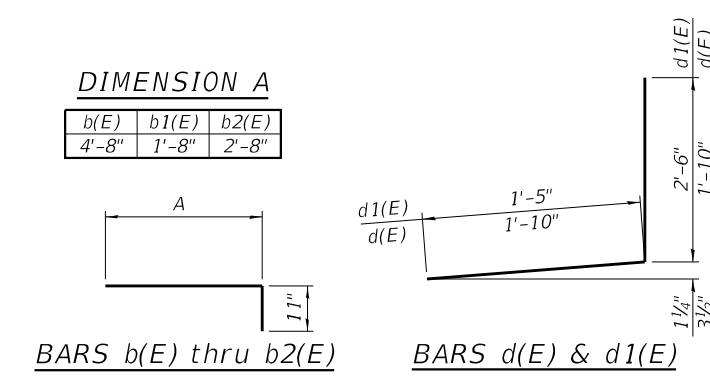 DIMENSION A
b(E) b1(E) b2(E)
4'-8" 1'-8" 2'-8"
A
11"
BARS b(E) thru b2(E)
d1(E)
d(E)
1'-5"
1'-10"
d1(E)
d(E)
2'-6"
1'-10"
1¼"
3½"
BARS d(E) & d1(E)